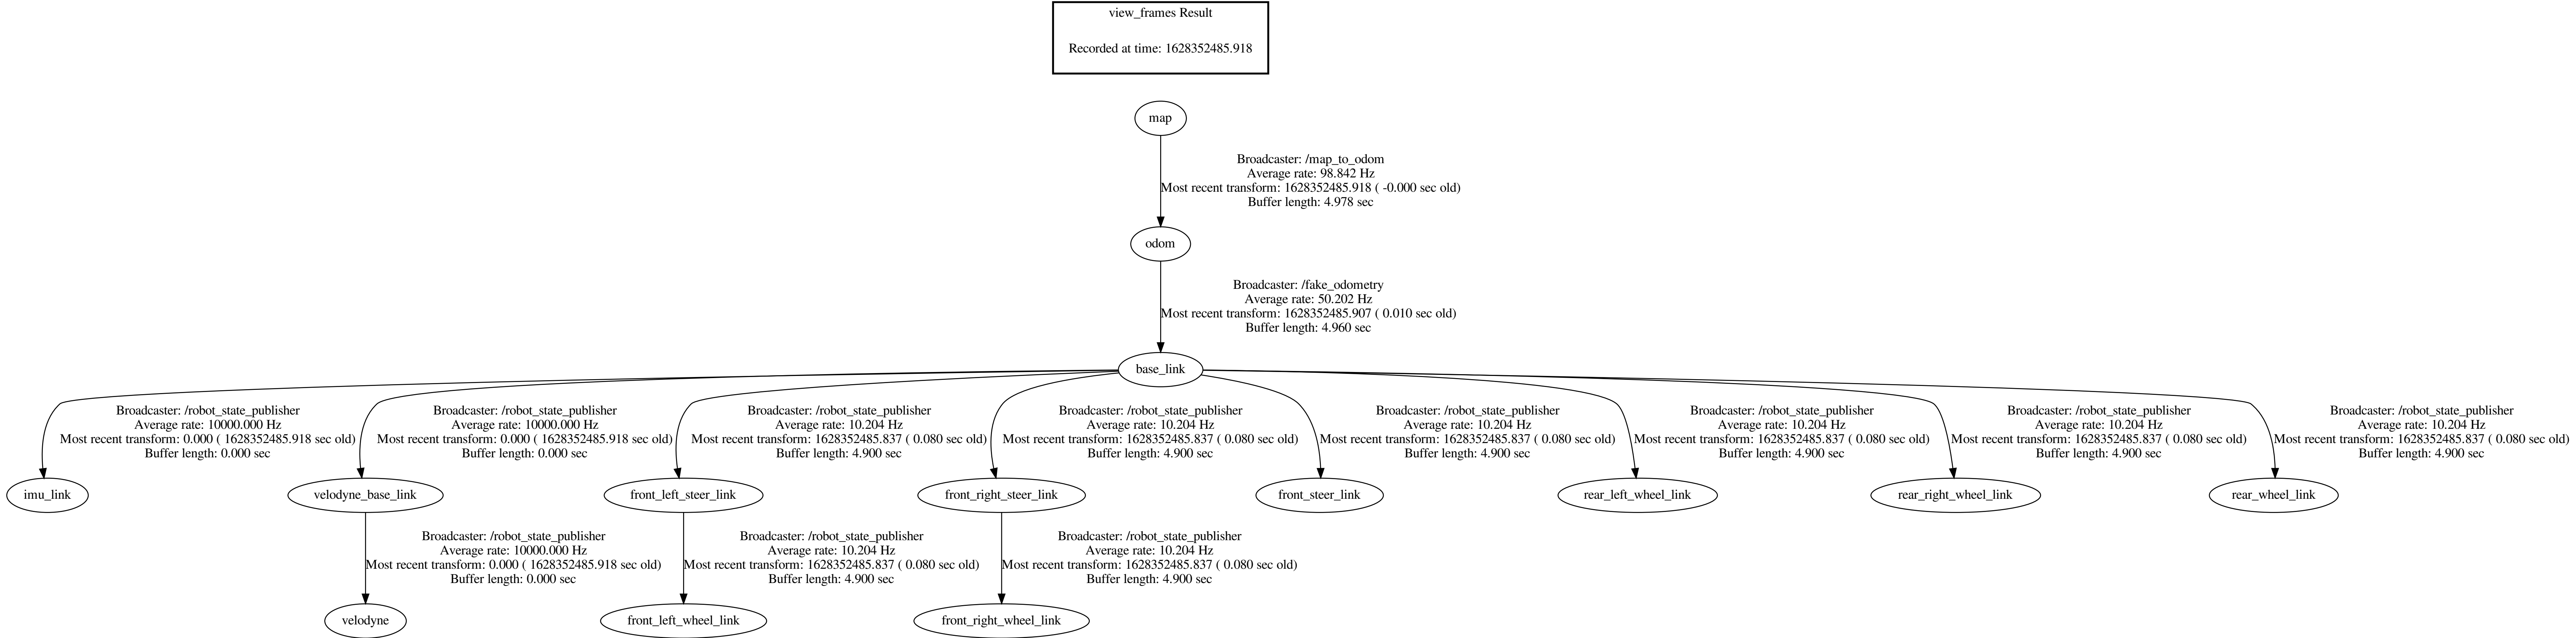 view_frames Result
Recorded at time: 1628352485.918
map
Broadcaster: /map_to_odom
Average rate: 98.842 Hz
Most recent transform: 1628352485.918 ( -0.000 sec old)
Buffer length: 4.978 sec
odom
Broadcaster: /fake_odometry
Average rate: 50.202 Hz
Most recent transform: 1628352485.907 ( 0.010 sec old)
Buffer length: 4.960 sec
base_link
Broadcaster: /robot_state_publisher
Average rate: 10000.000 Hz
Most recent transform: 0.000 ( 1628352485.918 sec old)
Buffer length: 0.000 sec
Broadcaster: /robot_state_publisher
Average rate: 10000.000 Hz
Most recent transform: 0.000 ( 1628352485.918 sec old)
Buffer length: 0.000 sec
Broadcaster: /robot_state_publisher
Average rate: 10.204 Hz
Most recent transform: 1628352485.837 ( 0.080 sec old)
Buffer length: 4.900 sec
Broadcaster: /robot_state_publisher
Average rate: 10.204 Hz
Most recent transform: 1628352485.837 ( 0.080 sec old)
Buffer length: 4.900 sec
Broadcaster: /robot_state_publisher
Average rate: 10.204 Hz
Most recent transform: 1628352485.837 ( 0.080 sec old)
Buffer length: 4.900 sec
Broadcaster: /robot_state_publisher
Average rate: 10.204 Hz
Most recent transform: 1628352485.837 ( 0.080 sec old)
Buffer length: 4.900 sec
Broadcaster: /robot_state_publisher
Average rate: 10.204 Hz
Most recent transform: 1628352485.837 ( 0.080 sec old)
Buffer length: 4.900 sec
Broadcaster: /robot_state_publisher
Average rate: 10.204 Hz
Most recent transform: 1628352485.837 ( 0.080 sec old)
Buffer length: 4.900 sec
imu_link
velodyne_base_link
front_left_steer_link
front_right_steer_link
front_steer_link
rear_left_wheel_link
rear_right_wheel_link
rear_wheel_link
Broadcaster: /robot_state_publisher
Average rate: 10000.000 Hz
Most recent transform: 0.000 ( 1628352485.918 sec old)
Buffer length: 0.000 sec
Broadcaster: /robot_state_publisher
Average rate: 10.204 Hz
Most recent transform: 1628352485.837 ( 0.080 sec old)
Buffer length: 4.900 sec
Broadcaster: /robot_state_publisher
Average rate: 10.204 Hz
Most recent transform: 1628352485.837 ( 0.080 sec old)
Buffer length: 4.900 sec
velodyne
front_left_wheel_link
front_right_wheel_link